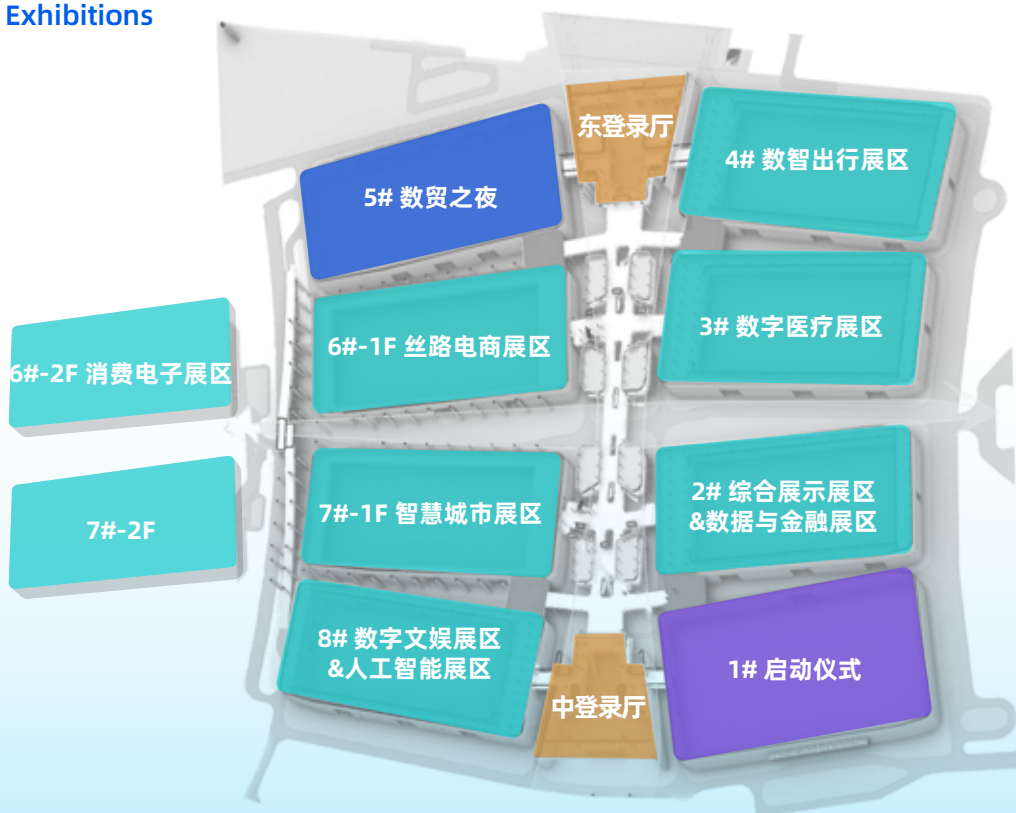 Exhibitions
东登录厅
4# 数智出行展区
5# 数贸之夜
3# 数字医疗展区
6#-1F 丝路电商展区
6#-2F 消费电子展区
2# 综合展示展区
&数据与金融展区
7#-1F 智慧城市展区
7#-2F
8# 数字文娱展区
&人工智能展区
1# 启动仪式
中登录厅